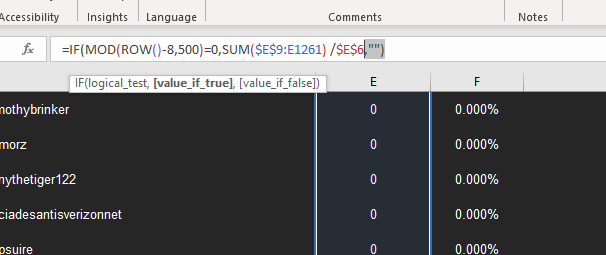 Accessibility Insights Comments Notes
fx =IF(MOD(ROW()-8,500)=0,SUM($E$9:E1261) /$E$6,"")
IF(logical_test, [value_if_true], [value_if_false])
E F
mothybrinker 0 0.000%
morz 0 0.000%
nythetiger122 0 0.000%
ciadesantisverizonnet 0 0.000%
osuire 0 0.000%